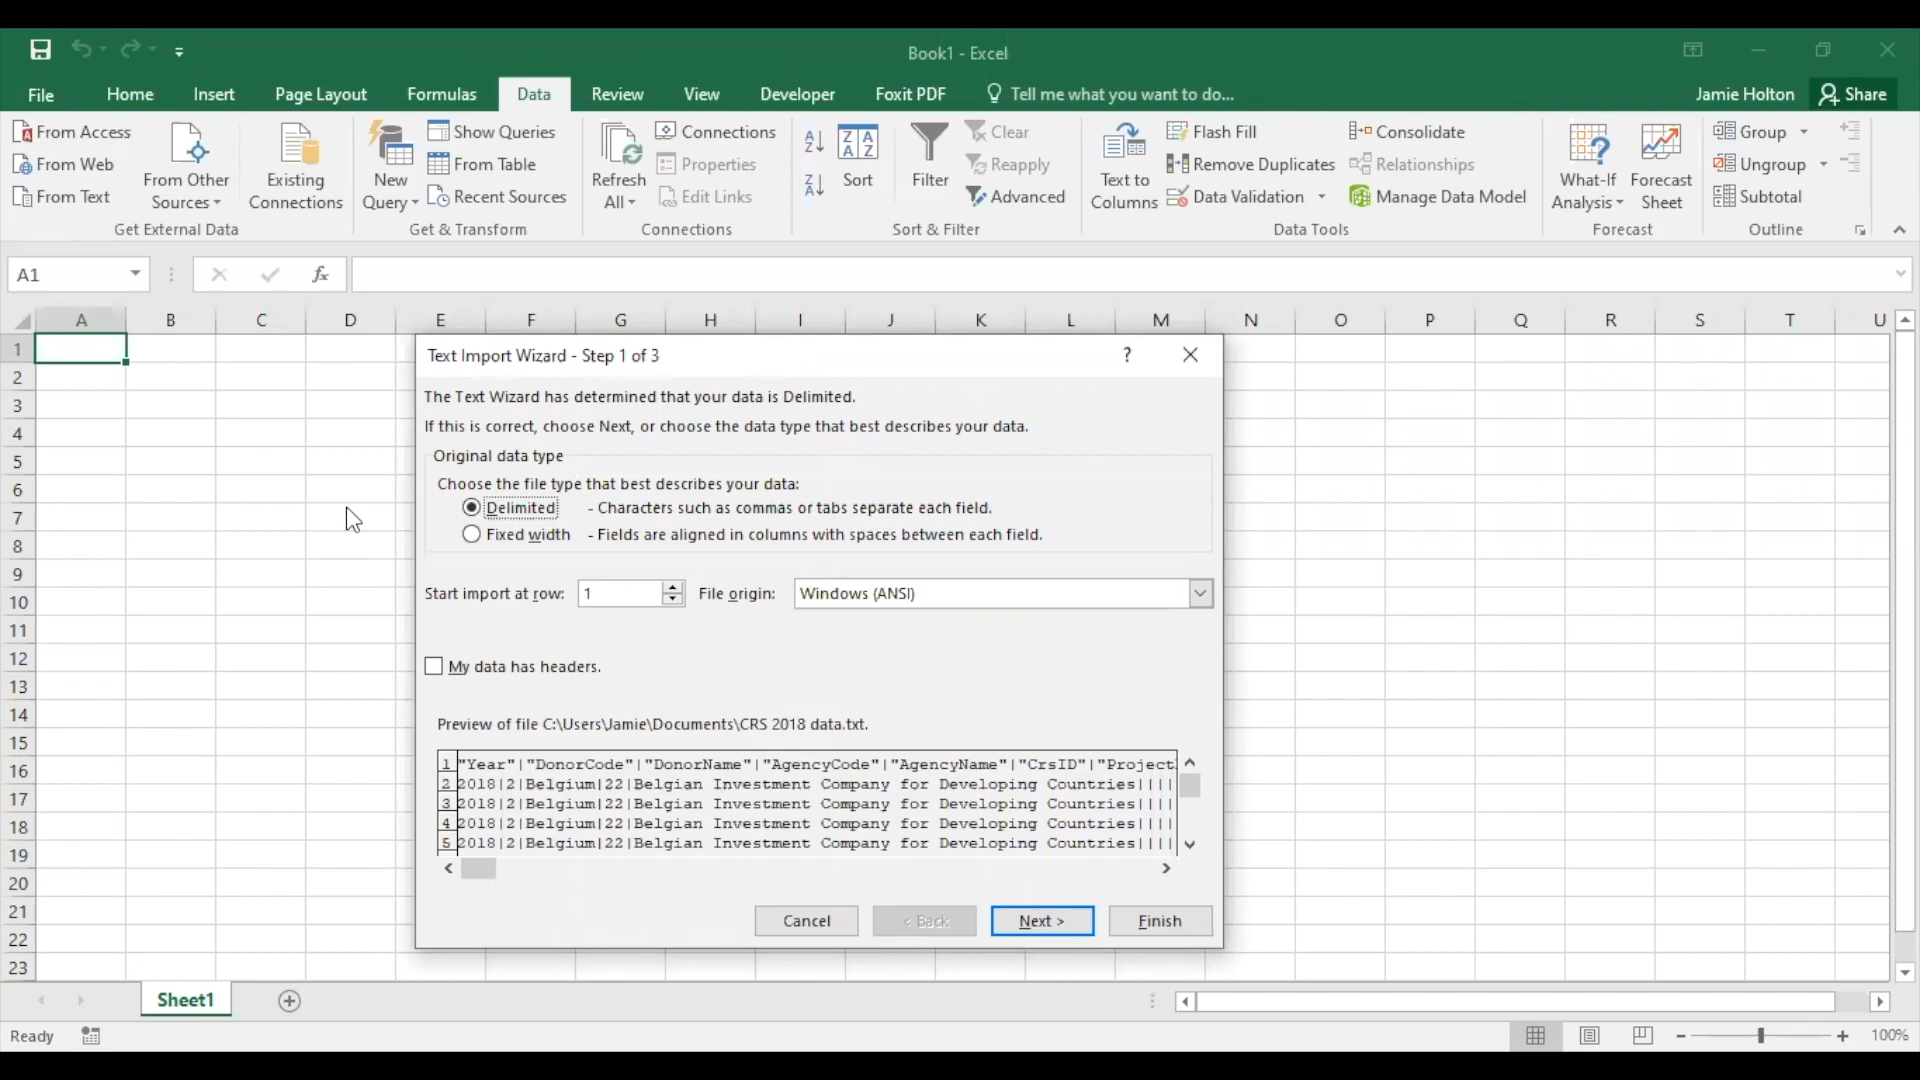 Book1 - Excel
File Home Insert Page Layout Formulas Data Review View Developer Foxit PDF Tell me what you want to do... Jamie Holton Share
From Access
From Web
From Text
From Other Sources
Existing Connections
Get External Data
New Query
Show Queries
From Table
Recent Sources
Get & Transform
Refresh All
Connections
Properties
Edit Links
Connections
Sort
Filter
Clear
Reapply
Advanced
Sort & Filter
Text to Columns
Flash Fill
Remove Duplicates
Data Validation
Consolidate
Relationships
Manage Data Model
Data Tools
What-If Analysis
Forecast Sheet
Forecast
Group
Ungroup
Subtotal
Outline
A1 fx
A B C D E F G H I J K L M N O P Q R S T U
1
2
3
4
5
6
7
8
9
10
11
12
13
14
15
16
17
18
19
20
21
22
23
Text Import Wizard - Step 1 of 3 ?
The Text Wizard has determined that your data is Delimited.
If this is correct, choose Next, or choose the data type that best describes your data.
Original data type
Choose the file type that best describes your data:
Delimited - Characters such as commas or tabs separate each field.
Fixed width - Fields are aligned in columns with spaces between each field.
Start import at row: 1 File origin: Windows (ANSI)
My data has headers.
Preview of file C:\Users\Jamie\Documents\CRS 2018 data.txt.
1 "Year"|"DonorCode"|"DonorName"|"AgencyCode"|"AgencyName"|"CrsID"|"Project
2 2018|2|Belgium|22|Belgian Investment Company for Developing Countries||||
3 2018|2|Belgium|22|Belgian Investment Company for Developing Countries||||
4 2018|2|Belgium|22|Belgian Investment Company for Developing Countries||||
5 2018|2|Belgium|22|Belgian Investment Company for Developing Countries||||
Cancel < Back Next > Finish
Sheet1
Ready 100%